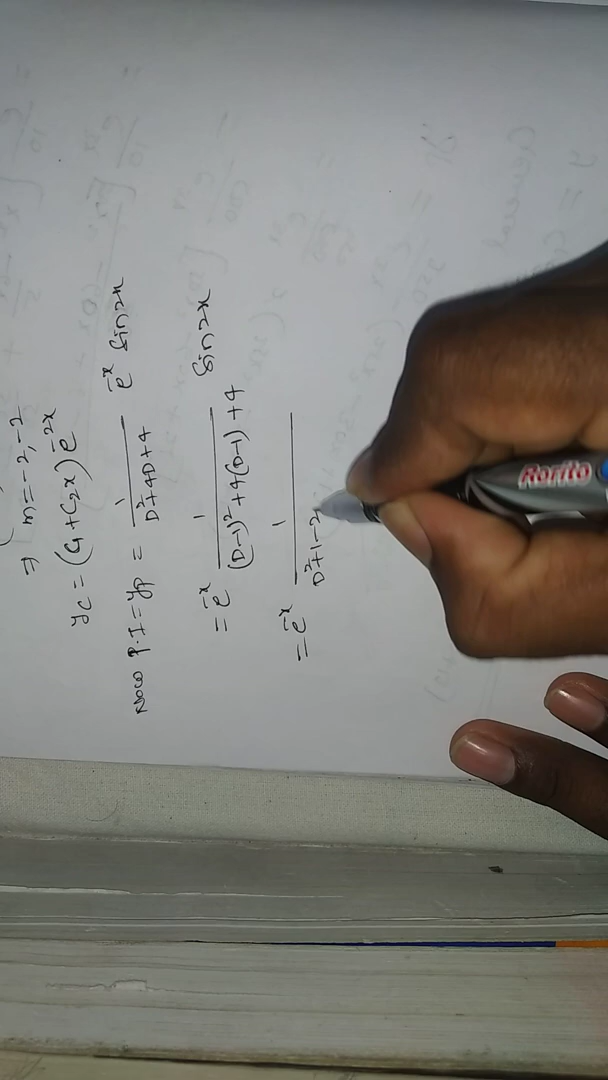 ⇒ m = -2, -2
yc = (C1 + C2x) e^-2x
Now P.I = yp = 1/(D²+4D+4) e^-x Sin2x
= e^-x 1/((D-1)²+4(D-1)+4) Sin2x
= e^-x 1/(D²+1-2
Rorito